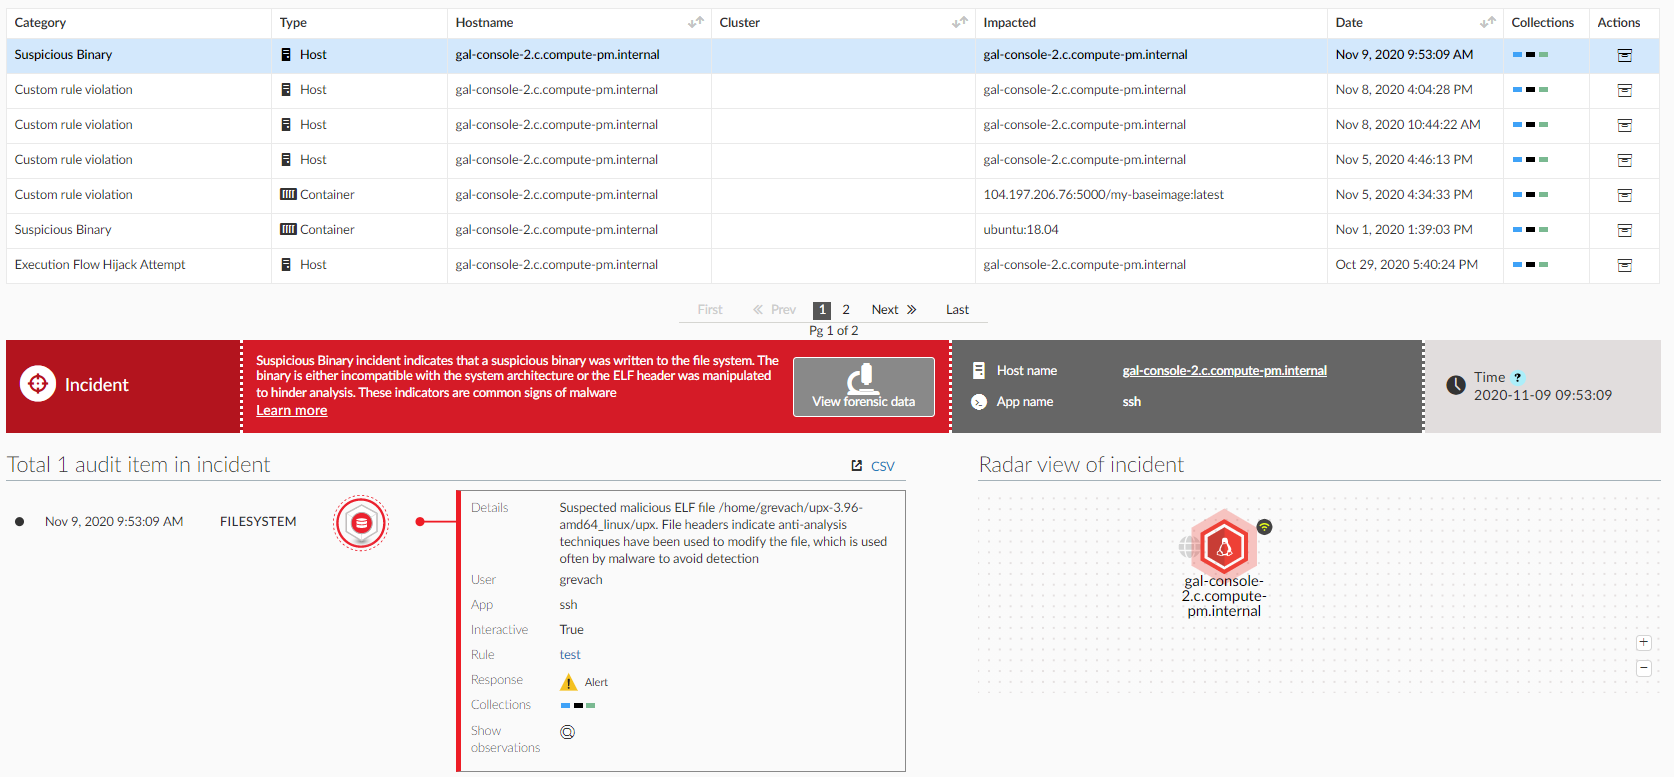 Category Type Hostname Cluster Impacted Date Collections Actions
Suspicious Binary Host gal-console-2.c.compute-pm.internal gal-console-2.c.compute-pm.internal Nov 9, 2020 9:53:09 AM
Custom rule violation Host gal-console-2.c.compute-pm.internal gal-console-2.c.compute-pm.internal Nov 8, 2020 4:04:28 PM
Custom rule violation Host gal-console-2.c.compute-pm.internal gal-console-2.c.compute-pm.internal Nov 8, 2020 10:44:22 AM
Custom rule violation Host gal-console-2.c.compute-pm.internal gal-console-2.c.compute-pm.internal Nov 5, 2020 4:46:13 PM
Custom rule violation Container gal-console-2.c.compute-pm.internal 104.197.206.76:5000/my-baseimage:latest Nov 5, 2020 4:34:33 PM
Suspicious Binary Container gal-console-2.c.compute-pm.internal ubuntu:18.04 Nov 1, 2020 1:39:03 PM
Execution Flow Hijack Attempt Host gal-console-2.c.compute-pm.internal gal-console-2.c.compute-pm.internal Oct 29, 2020 5:40:24 PM
First « Prev 1 2 Next » Last
Pg 1 of 2
Incident
Suspicious Binary incident indicates that a suspicious binary was written to the file system. The
binary is either incompatible with the system architecture or the ELF header was manipulated
to hinder analysis. These indicators are common signs of malware
Learn more
View forensic data
Host name gal-console-2.c.compute-pm.internal
App name ssh
Time ?
2020-11-09 09:53:09
Total 1 audit item in incident CSV
Nov 9, 2020 9:53:09 AM FILESYSTEM
Details Suspected malicious ELF file /home/grevach/upx-3.96-
amd64_linux/upx. File headers indicate anti-analysis
techniques have been used to modify the file, which is used
often by malware to avoid detection
User grevach
App ssh
Interactive True
Rule test
Response Alert
Collections
Show
observations
Radar view of incident
gal-console-
2.c.compute-
pm.internal
+
−